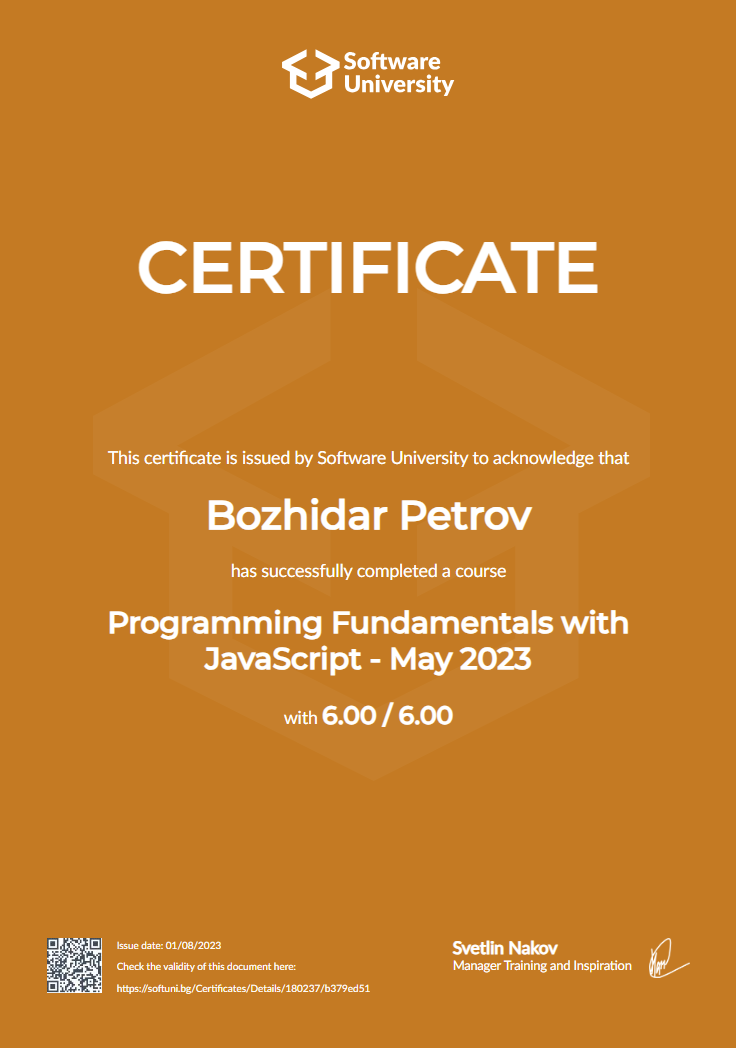 Software
University
CERTIFICATE
This certificate is issued by Software University to acknowledge that
Bozhidar Petrov
has successfully completed a course
Programming Fundamentals with
JavaScript - May 2023
with 6.00 / 6.00
Issue date: 01/08/2023
Check the validity of this document here:
https://softuni.bg/Certificates/Details/180237/b379ed51
Svetlin Nakov
Manager Training and Inspiration